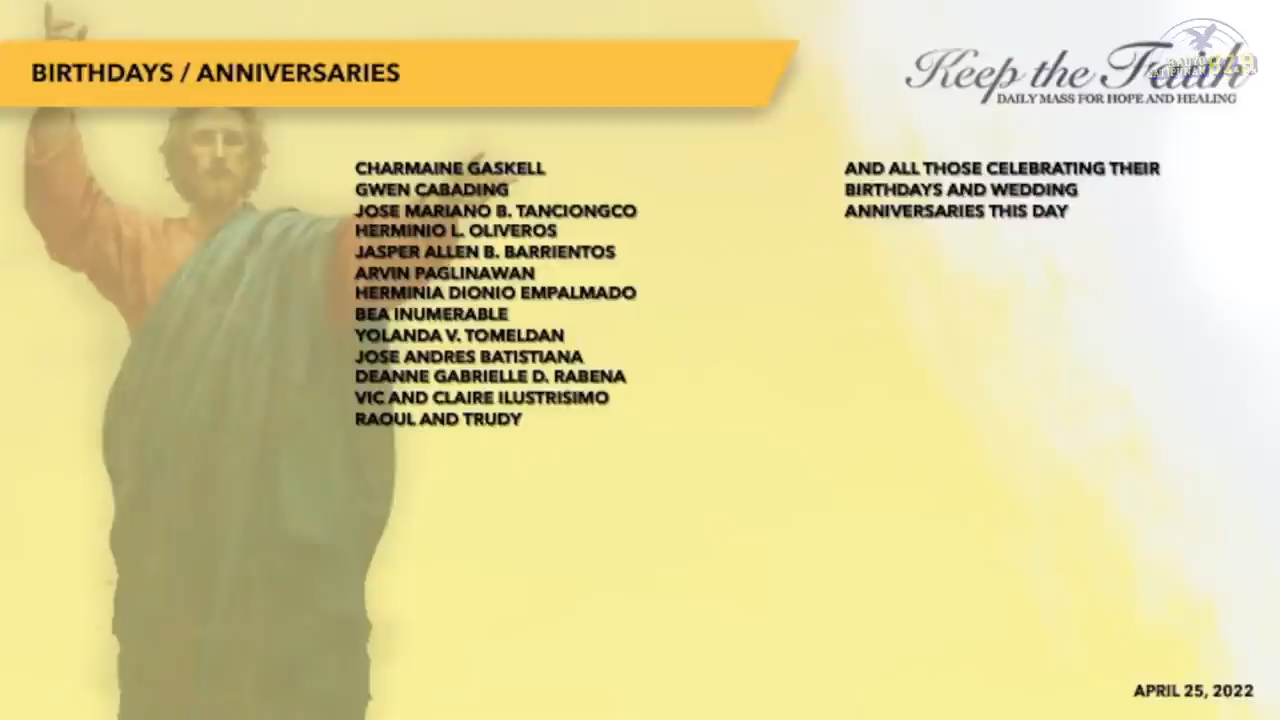 BIRTHDAYS / ANNIVERSARIES
Keep the Faith
DAILY MASS FOR HOPE AND HEALING
CHARMAINE GASKELL
GWEN CABADING
JOSE MARIANO B. TANCIONGCO
HERMINIO L. OLIVEROS
JASPER ALLEN B. BARRIENTOS
ARVIN PAGLINAWAN
HERMINIA DIONIO EMPALMADO
BEA INUMERABLE
YOLANDA V. TOMELDAN
JOSE ANDRES BATISTIANA
DEANNE GABRIELLE D. RABENA
VIC AND CLAIRE ILUSTRISIMO
RAOUL AND TRUDY
AND ALL THOSE CELEBRATING THEIR
BIRTHDAYS AND WEDDING
ANNIVERSARIES THIS DAY
APRIL 25, 2022